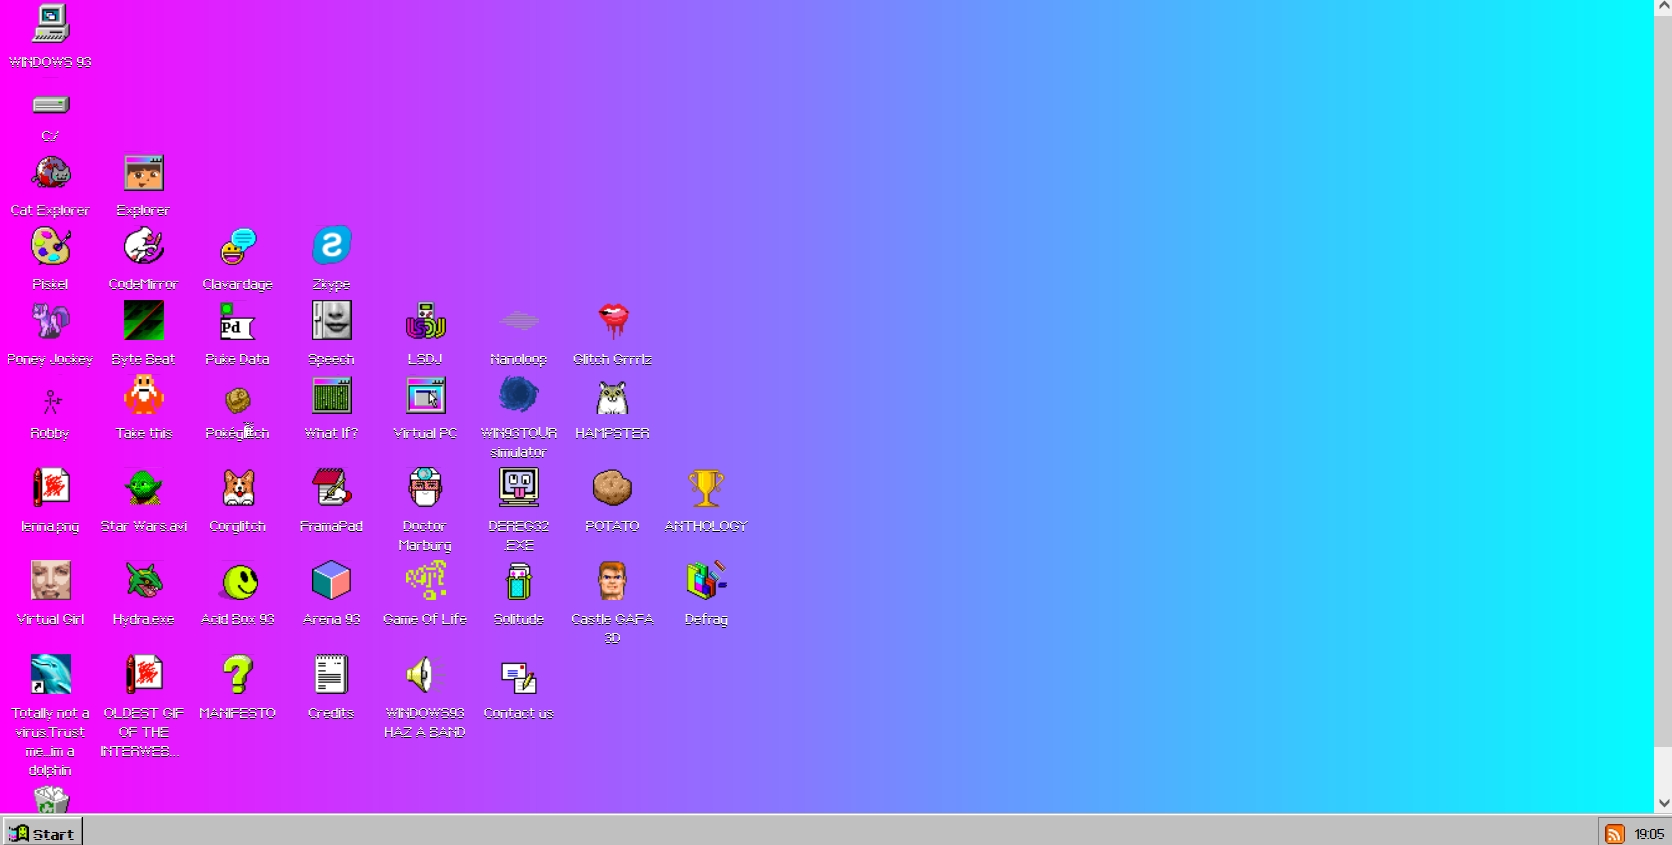 WINDOWS 93
C:/
Cat Explorer
Explorer
Piskel
CodeMirror
Clavardage
Zkype
Poney Jockey
Byte Beat
Puke Data
Pd
Speech
LSDJ
Nanoloop
Glitch Grrrlz
Robby
Take this
Pokéglitch
What If?
Virtual PC
WIN93TOUR
simulator
HAMPSTER
lenna.png
Star Wars.avi
Corglitch
FramaPad
Doctor
Marburg
DEREG32
.EXE
POTATO
ANTHOLOGY
Virtual Girl
Hydra.exe
Acid Box 93
Arena 93
Game Of Life
Solitude
Castle GAFA
3D
Defrag
Totally not a
virus.Trust
me...im a
dolphin
OLDEST GIF
OF THE
INTERWEB...
MANIFESTO
Credits
WINDOWS93
HAZ A BAND
Contact us
Start
19:05